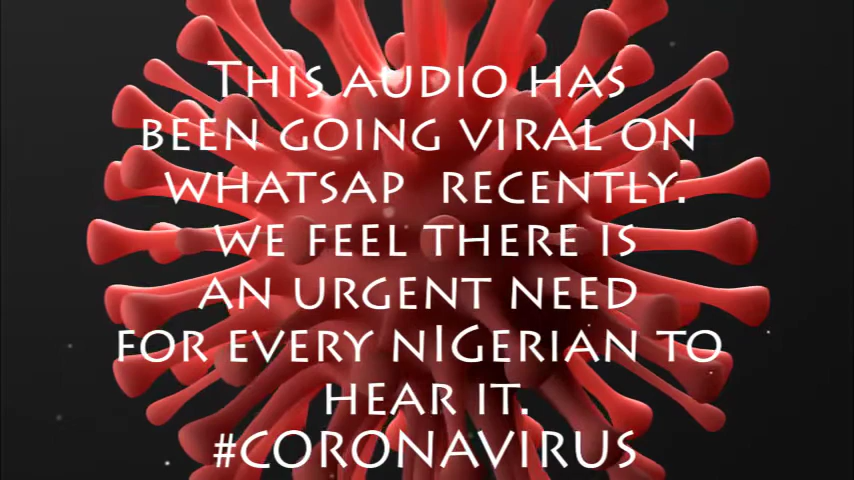 THIS AUDIO HAS
BEEN GOING VIRAL ON
WHATSAP RECENTLY.
WE FEEL THERE IS
AN URGENT NEED
FOR EVERY NIGERIAN TO
HEAR IT.
#CORONAVIRUS